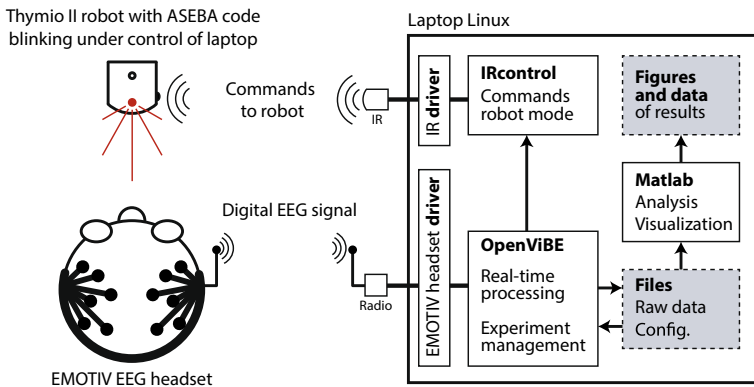 Thymio II robot with ASEBA code
blinking under control of laptop
Commands
to robot
IR
Laptop Linux
IR driver
IRcontrol
Commands
robot mode
Figures
and data
of results
Matlab
Analysis
Visualization
Digital EEG signal
Radio
EMOTIV headset driver
OpenViBE
Real-time
processing
Experiment
management
Files
Raw data
Config.
EMOTIV EEG headset